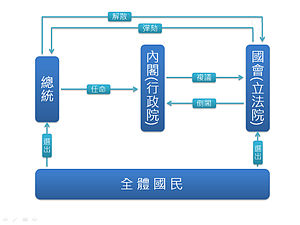 解散
彈劾
總統
任命
內閣(行政院)
複議
倒閣
國會(立法院)
選出
選出
全體國民